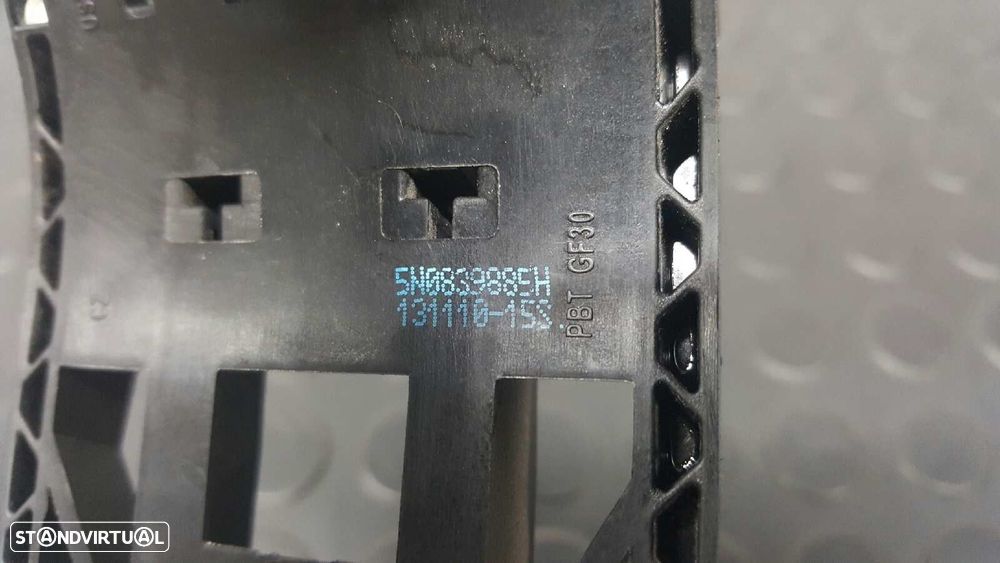 5N0839885H
131110-15S.
PBT GF30
STANDVIRTUAL